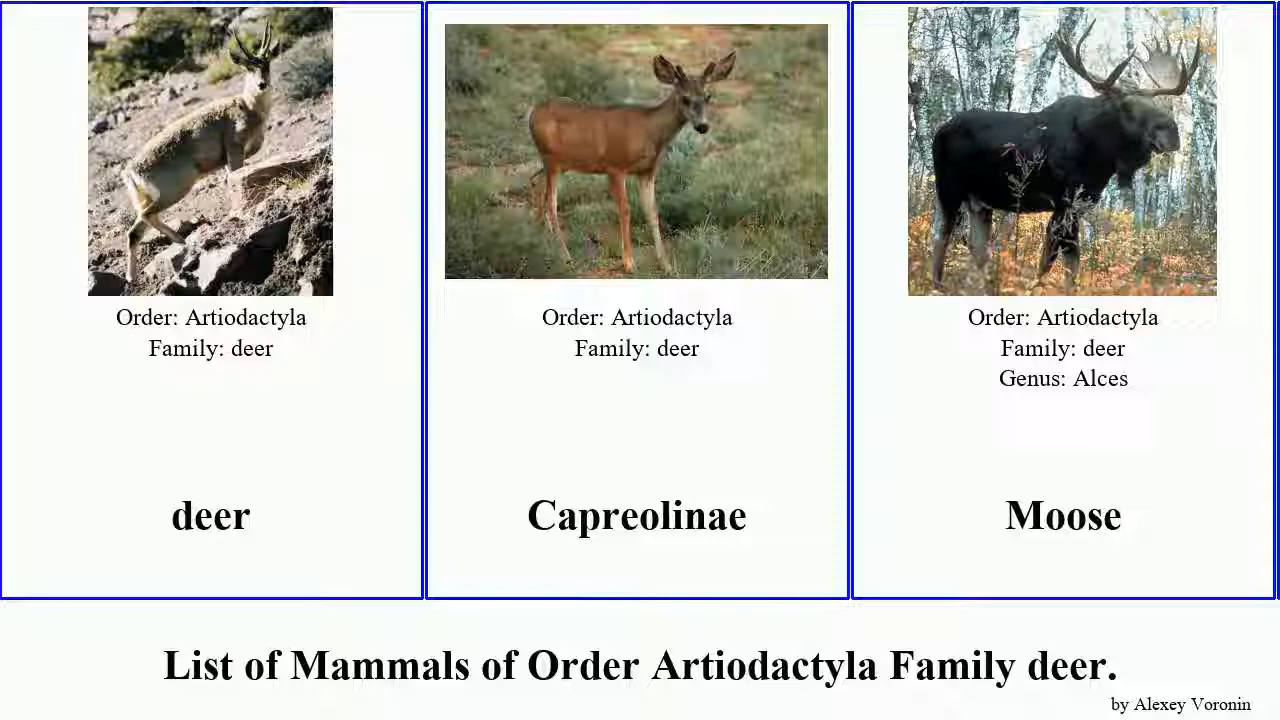 Order: Artiodactyla
Family: deer
deer
Order: Artiodactyla
Family: deer
Capreolinae
Order: Artiodactyla
Family: deer
Genus: Alces
Moose
List of Mammals of Order Artiodactyla Family deer.
by Alexey Voronin